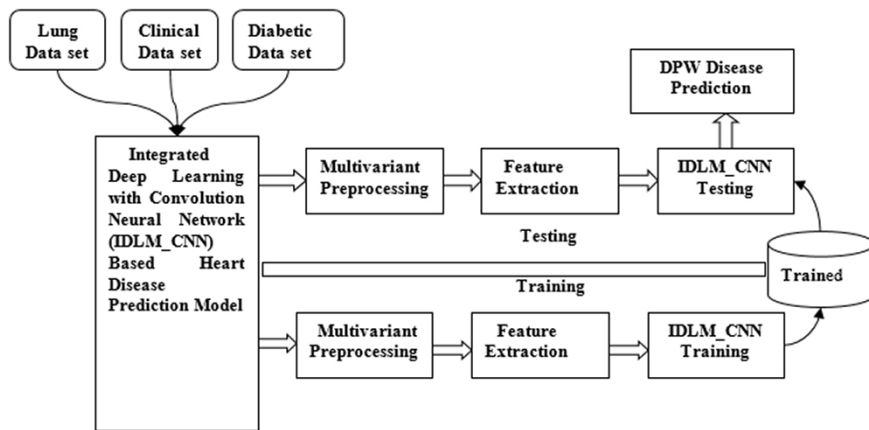 Lung
Data set
Clinical
Data set
Diabetic
Data set
DPW Disease
Prediction
Integrated
Deep Learning
with Convolution
Neural Network
(IDLM_CNN)
Based Heart
Disease
Prediction Model
Multivariant
Preprocessing
Feature
Extraction
IDLM_CNN
Testing
Testing
Trained
Training
Multivariant
Preprocessing
Feature
Extraction
IDLM_CNN
Training